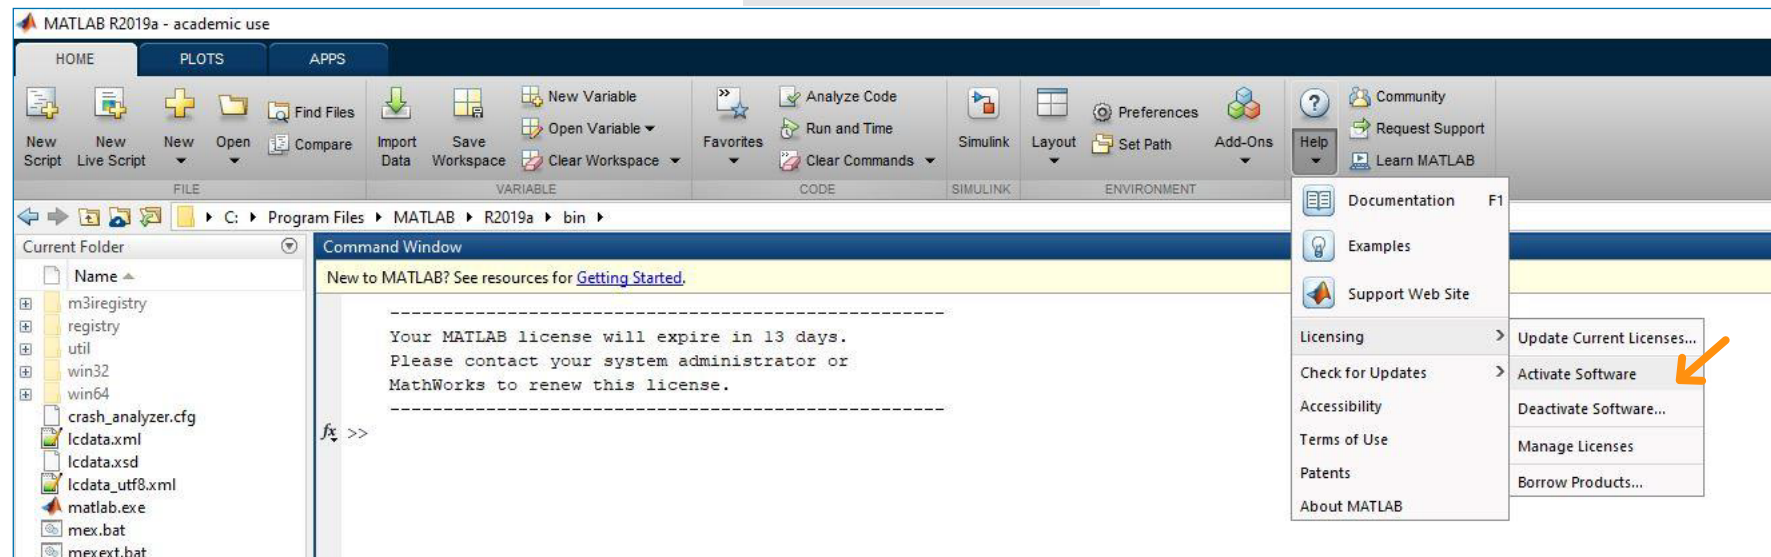 MATLAB R2019a - academic use
HOME PLOTS APPS
New Script
New Live Script
New
Open
Find Files
Compare
Import Data
Save Workspace
New Variable
Open Variable
Clear Workspace
Favorites
Analyze Code
Run and Time
Clear Commands
Simulink
Layout
Preferences
Set Path
Add-Ons
Help
Community
Request Support
Learn MATLAB
FILE VARIABLE CODE SIMULINK ENVIRONMENT
C: Program Files MATLAB R2019a bin
Current Folder
Name
m3iregistry
registry
util
win32
win64
crash_analyzer.cfg
lcdata.xml
lcdata.xsd
lcdata_utf8.xml
matlab.exe
mex.bat
mexext.bat
Command Window
New to MATLAB? See resources for Getting Started.
----------------------------------------------------
Your MATLAB license will expire in 13 days.
Please contact your system administrator or
MathWorks to renew this license.
----------------------------------------------------
fx >>
Documentation F1
Examples
Support Web Site
Licensing
Check for Updates
Accessibility
Terms of Use
Patents
About MATLAB
Update Current Licenses...
Activate Software
Deactivate Software...
Manage Licenses
Borrow Products...